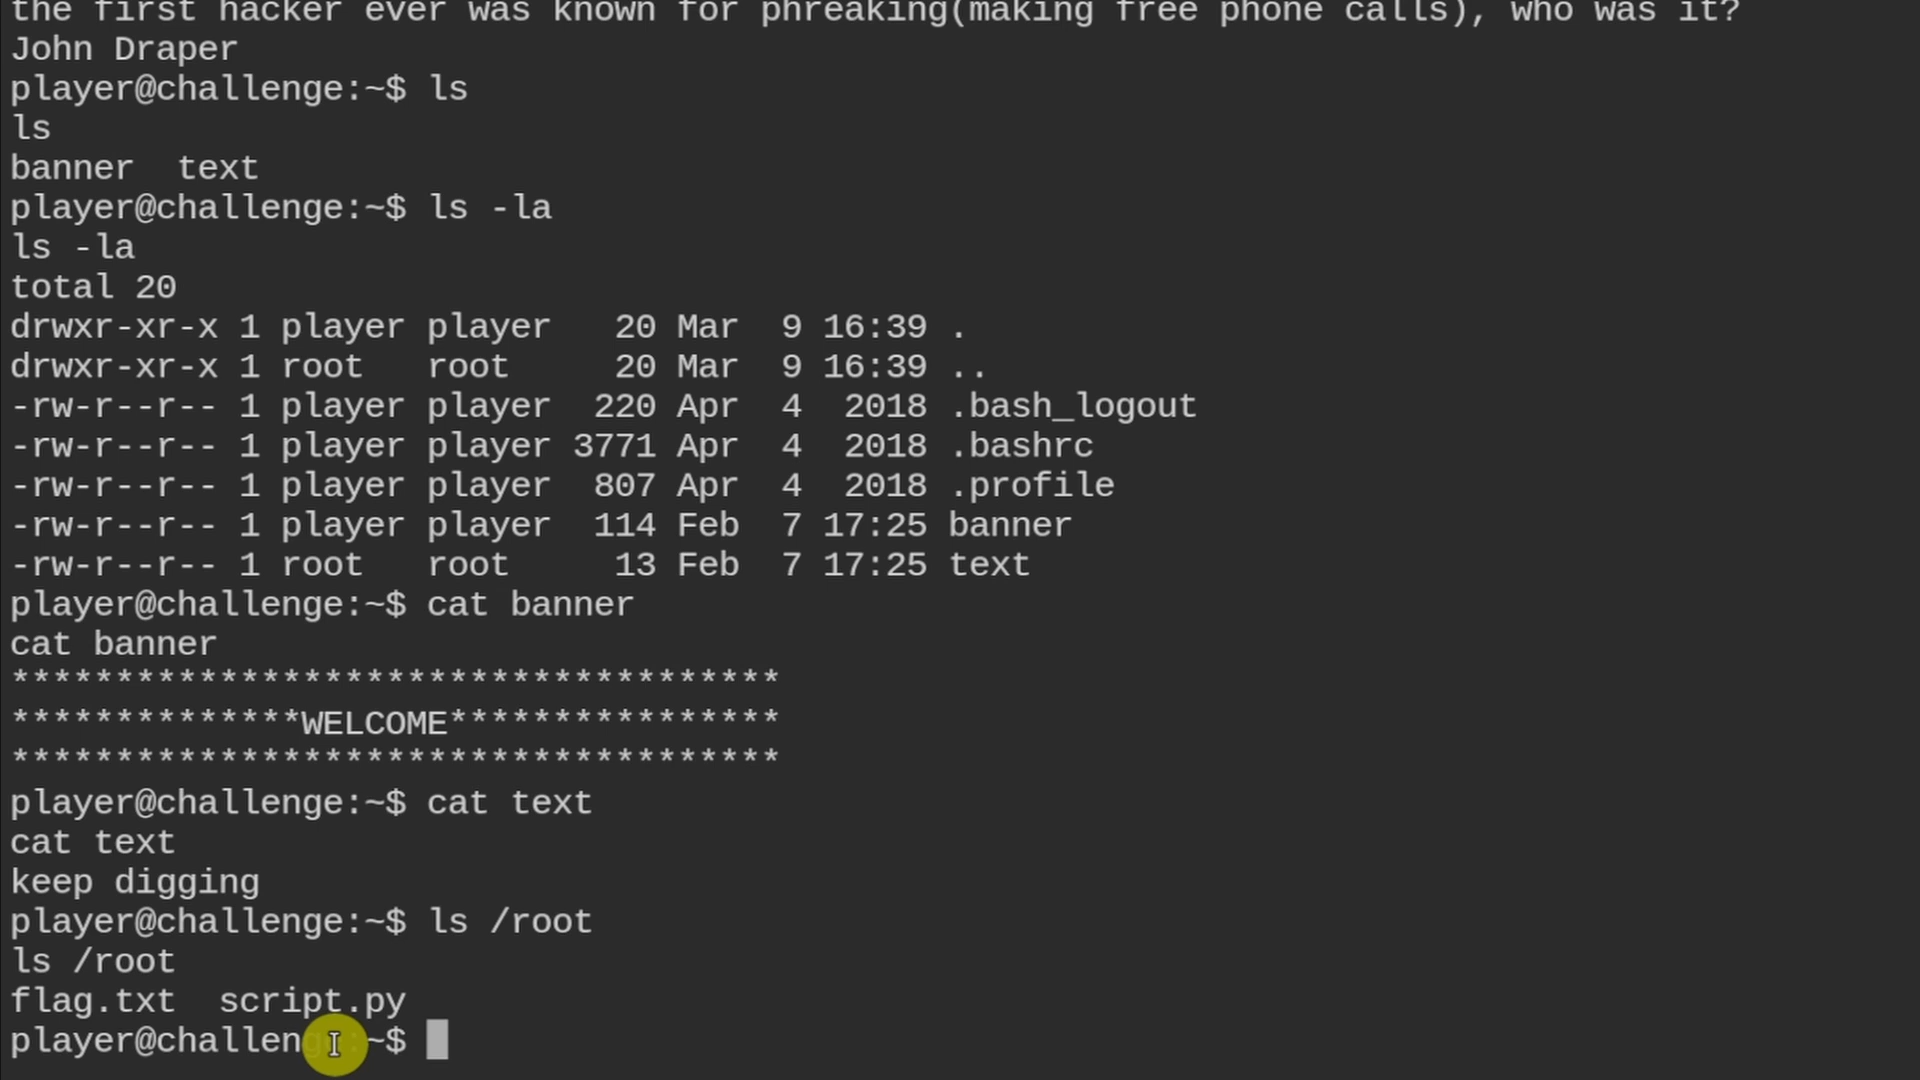 the first hacker ever was known for phreaking(making free phone calls), who was it?
John Draper
player@challenge:~$ ls
ls
banner  text
player@challenge:~$ ls -la
ls -la
total 20
drwxr-xr-x 1 player player   20 Mar  9 16:39 .
drwxr-xr-x 1 root   root     20 Mar  9 16:39 ..
-rw-r--r-- 1 player player  220 Apr  4  2018 .bash_logout
-rw-r--r-- 1 player player 3771 Apr  4  2018 .bashrc
-rw-r--r-- 1 player player  807 Apr  4  2018 .profile
-rw-r--r-- 1 player player  114 Feb  7 17:25 banner
-rw-r--r-- 1 root   root     13 Feb  7 17:25 text
player@challenge:~$ cat banner
cat banner
*************************************
**************WELCOME****************
*************************************
player@challenge:~$ cat text
cat text
keep digging
player@challenge:~$ ls /root
ls /root
flag.txt  script.py
player@challenge:~$